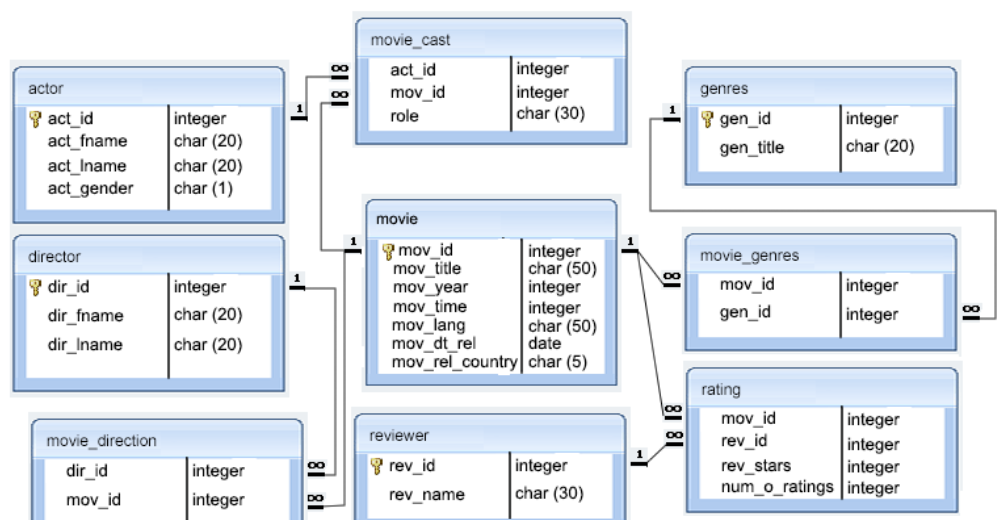 movie_cast
act_id integer
mov_id integer
role char (30)
actor
act_id integer
act_fname char (20)
act_lname char (20)
act_gender char (1)
1
∞
∞
genres
gen_id integer
gen_title char (20)
1
movie
mov_id integer
mov_title char (50)
mov_year integer
mov_time integer
mov_lang char (50)
mov_dt_rel date
mov_rel_country char (5)
1
1
director
dir_id integer
dir_fname char (20)
dir_lname char (20)
1
movie_genres
mov_id integer
gen_id integer
∞
∞
rating
mov_id integer
rev_id integer
rev_stars integer
num_o_ratings integer
∞
∞
movie_direction
dir_id integer
mov_id integer
∞
∞
reviewer
rev_id integer
rev_name char (30)
1